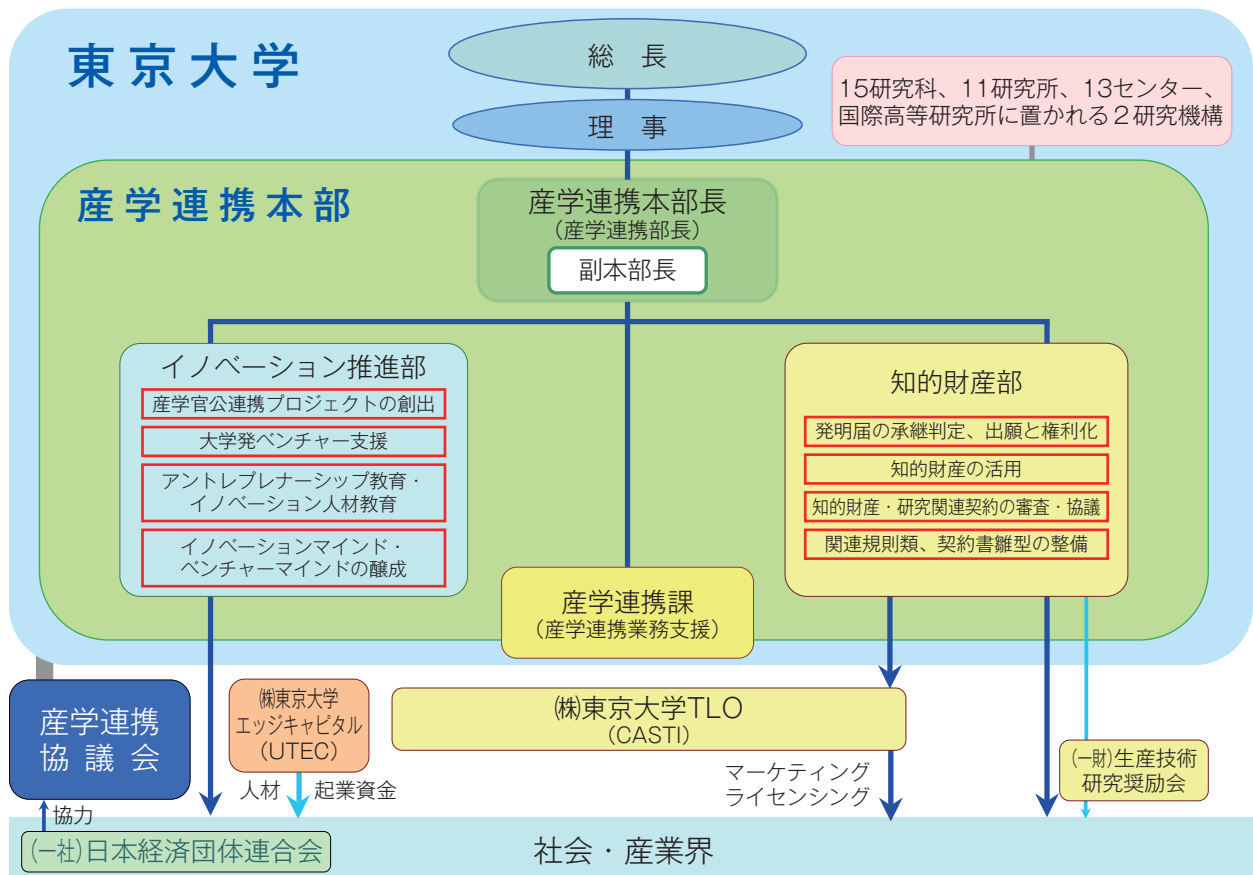 東京大学
総　長
理　事
15研究科、11研究所、13センター、
国際高等研究所に置かれる２研究機構
産学連携本部
産学連携本部長
（産学連携部長）
副本部長
イノベーション推進部
産学官公連携プロジェクトの創出
大学発ベンチャー支援
アントレプレナーシップ教育・
イノベーション人材教育
イノベーションマインド・
ベンチャーマインドの醸成
知的財産部
発明届の承継判定、出願と権利化
知的財産の活用
知的財産・研究関連契約の審査・協議
関連規則類、契約書雛型の整備
産学連携課
（産学連携業務支援）
産学連携
協議会
㈱東京大学
エッジキャピタル
（UTEC）
㈱東京大学TLO
（CASTI）
(一財)生産技術
研究奨励会
人材　起業資金
マーケティング
ライセンシング
協力
(一社)日本経済団体連合会
社会・産業界